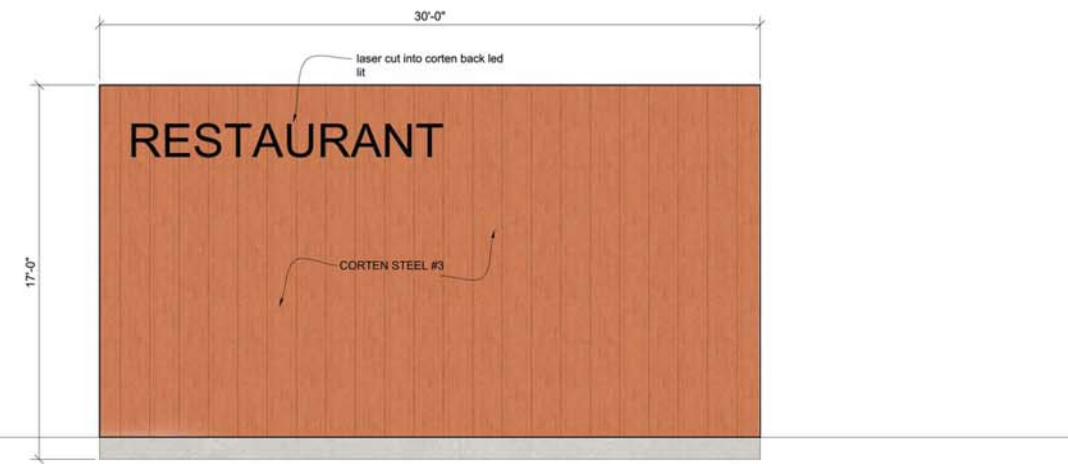 30'-0"
laser cut into corten back led
lit
RESTAURANT
CORTEN STEEL #3
17'-0"